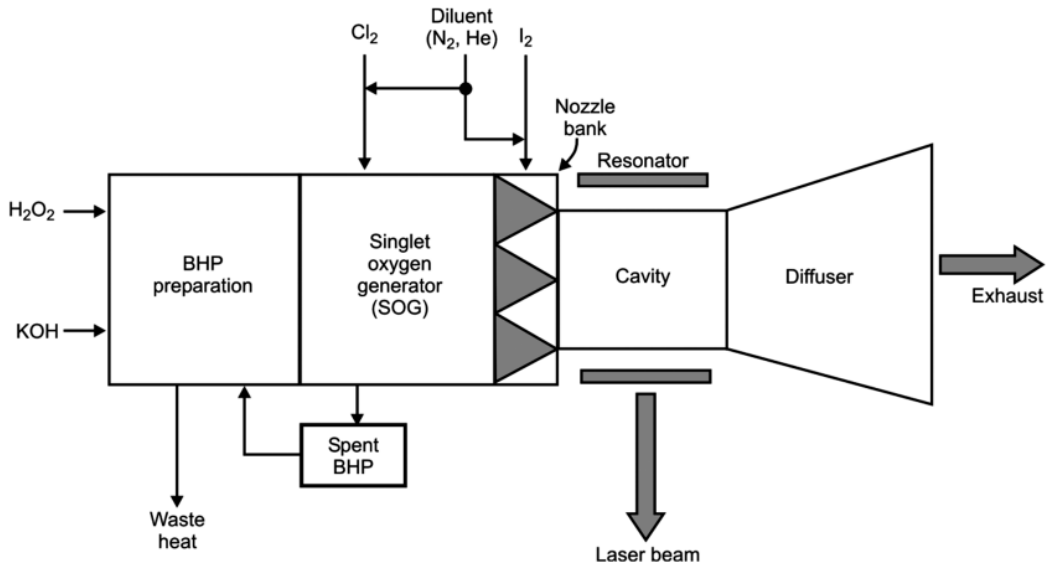 Cl₂
Diluent
(N₂, He)
I₂
Nozzle
bank
Resonator
H₂O₂
KOH
BHP
preparation
Singlet
oxygen
generator
(SOG)
Cavity
Diffuser
Exhaust
Spent
BHP
Waste
heat
Laser beam